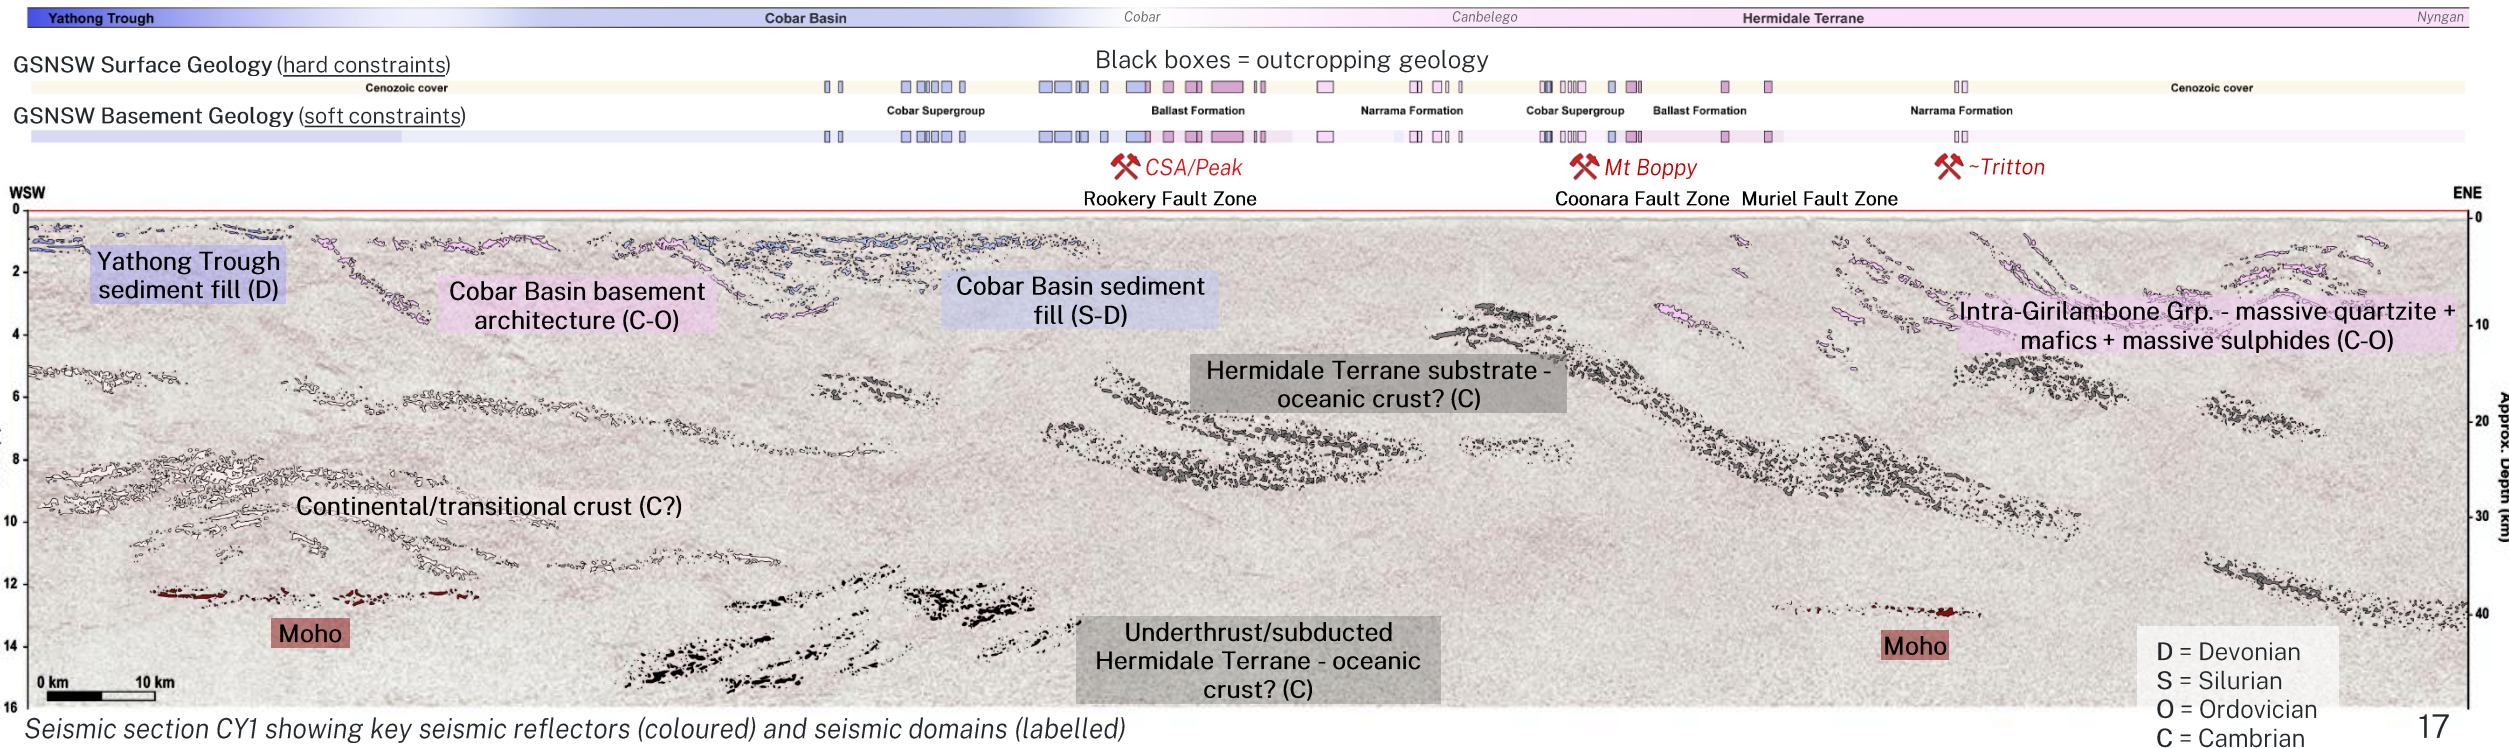 Yathong Trough Cobar Basin Cobar Canbelego Hermidale Terrane Nyngan
GSNSW Surface Geology (hard constraints)
Black boxes = outcropping geology
Cenozoic cover Cenozoic cover
GSNSW Basement Geology (soft constraints)
Cobar Supergroup Ballast Formation Narrama Formation Cobar Supergroup Ballast Formation Narrama Formation
CSA/Peak Mt Boppy ~Tritton
WSW Rookery Fault Zone Coonara Fault Zone Muriel Fault Zone ENE
0 0
Yathong Trough
sediment fill (D)
2
Cobar Basin basement
architecture (C-O)
Cobar Basin sediment
fill (S-D)
Intra-Girilambone Grp. - massive quartzite +
mafics + massive sulphides (C-O)
4 10
Hermidale Terrane substrate -
oceanic crust? (C)
6 20
Approx. Depth (km)
8
Continental/transitional crust (C?)
10 30
12 40
Moho
Underthrust/subducted
Hermidale Terrane - oceanic
crust? (C)
Moho
14
0 km 10 km
16
D = Devonian
S = Silurian
O = Ordovician
C = Cambrian
Seismic section CY1 showing key seismic reflectors (coloured) and seismic domains (labelled)
17